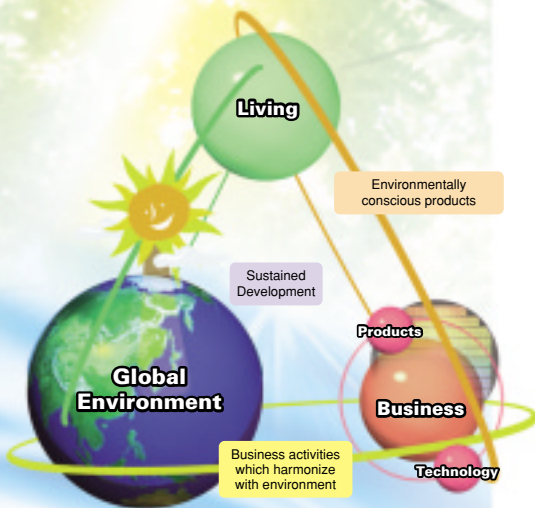 Living
Environmentally
conscious products
Sustained
Development
Products
Global
Environment
Business
Business activities
which harmonize
with environment
Technology